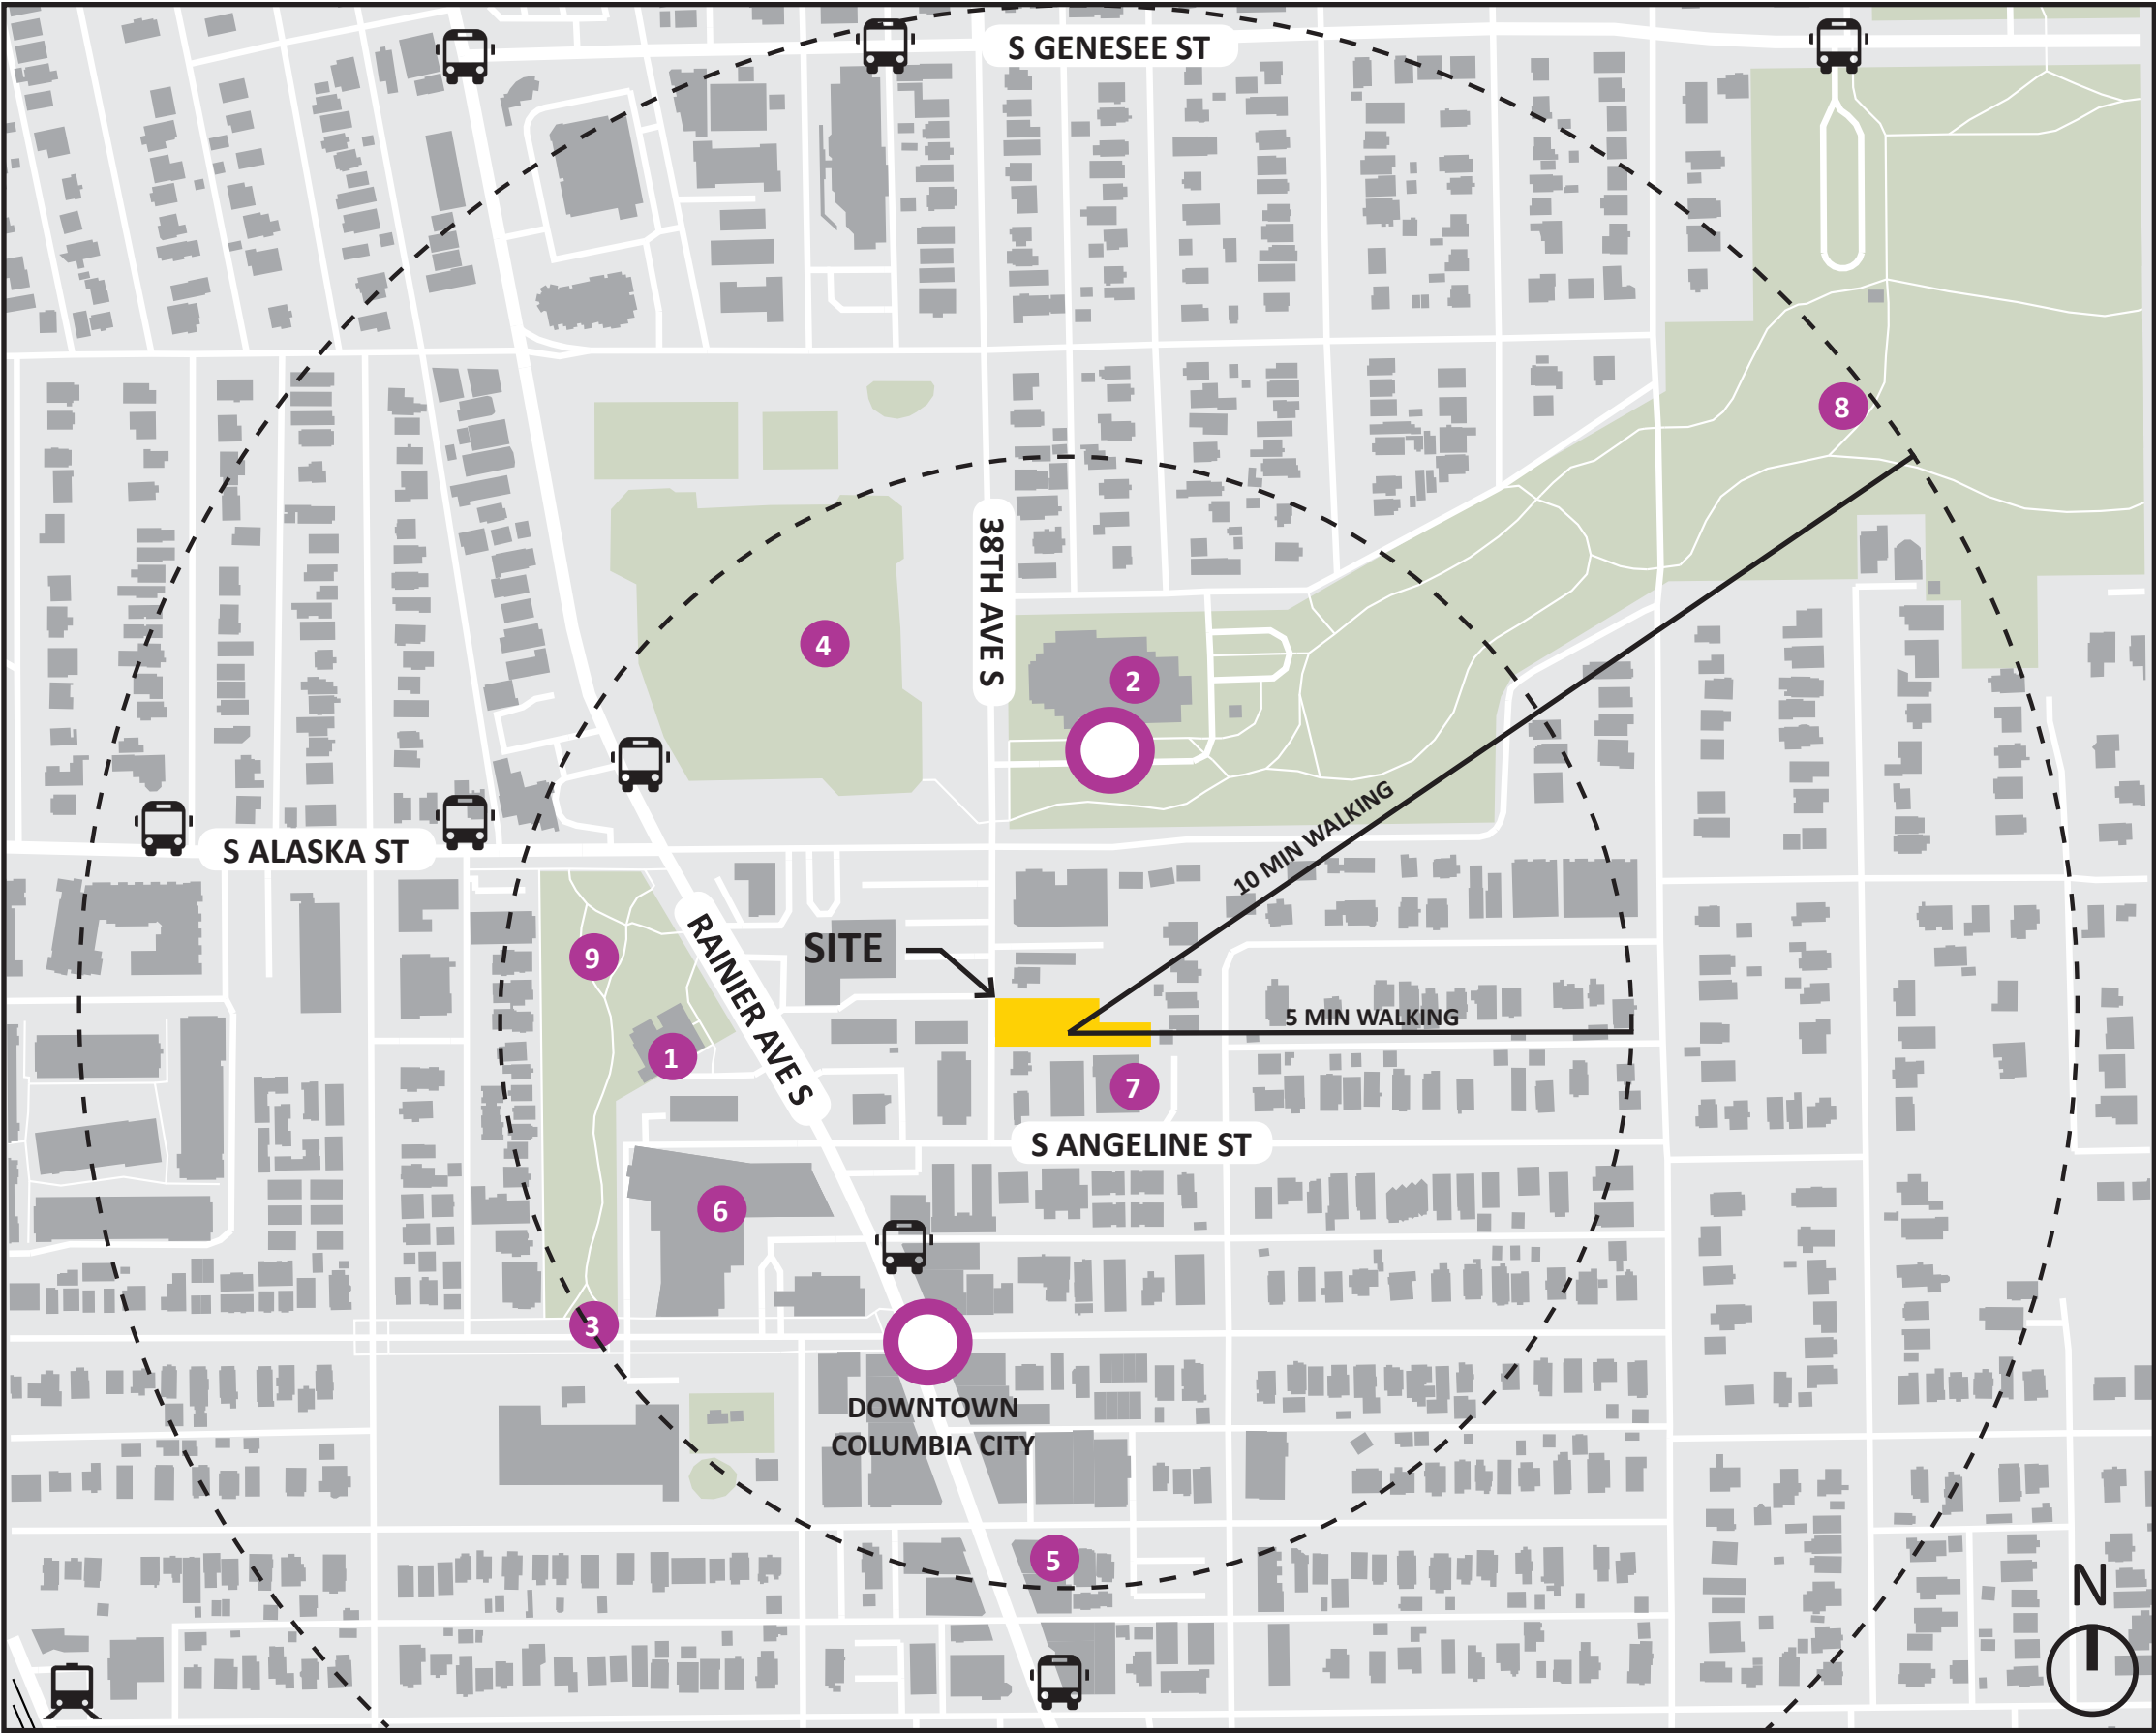 S GENESEE ST
8
38TH AVE S
4
2
10 MIN WALKING
S ALASKA ST
RAINIER AVE S
SITE
9
5 MIN WALKING
1
7
S ANGELINE ST
6
3
DOWNTOWN
COLUMBIA CITY
5
N